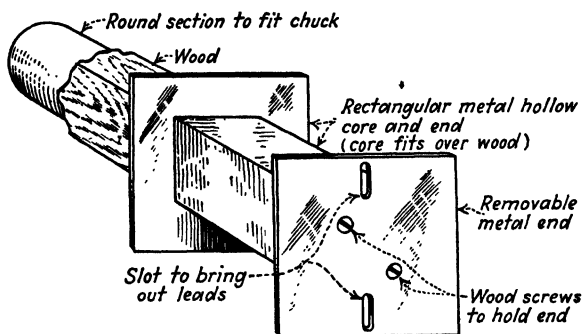 Round section to fit chuck
Wood
Rectangular metal hollow
core and end
(core fits over wood)
Removable
metal end
Slot to bring
out leads
Wood screws
to hold end